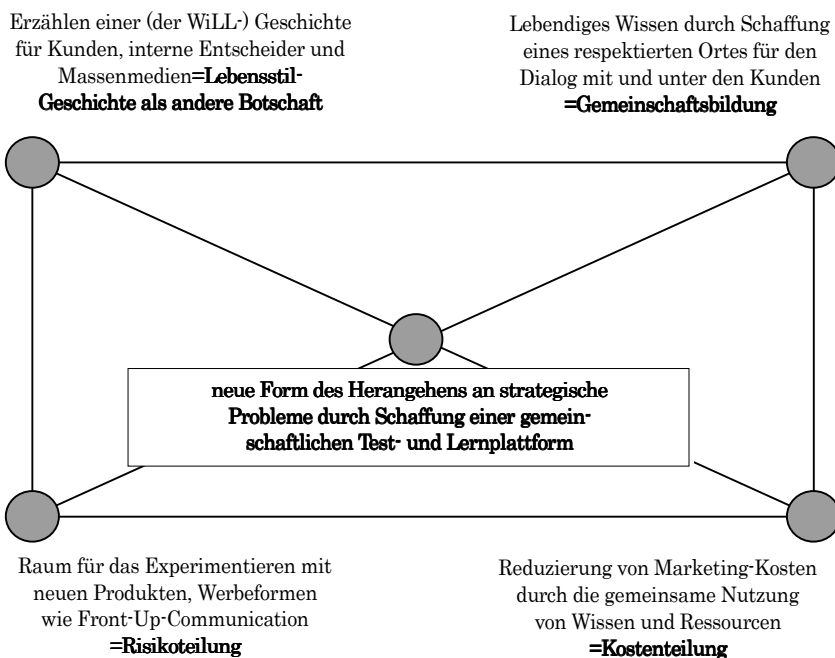 Erzählen einer (der WiLL-) Geschichte
für Kunden, interne Entscheider und
Massenmedien=Lebensstil-
Geschichte als andere Botschaft
Lebendiges Wissen durch Schaffung
eines respektierten Ortes für den
Dialog mit und unter den Kunden
=Gemeinschaftsbildung
neue Form des Herangehens an strategische
Probleme durch Schaffung einer gemein-
schaftlichen Test- und Lernplattform
Raum für das Experimentieren mit
neuen Produkten, Werbeformen
wie Front-Up-Communication
=Risikoteilung
Reduzierung von Marketing-Kosten
durch die gemeinsame Nutzung
von Wissen und Ressourcen
=Kostenteilung